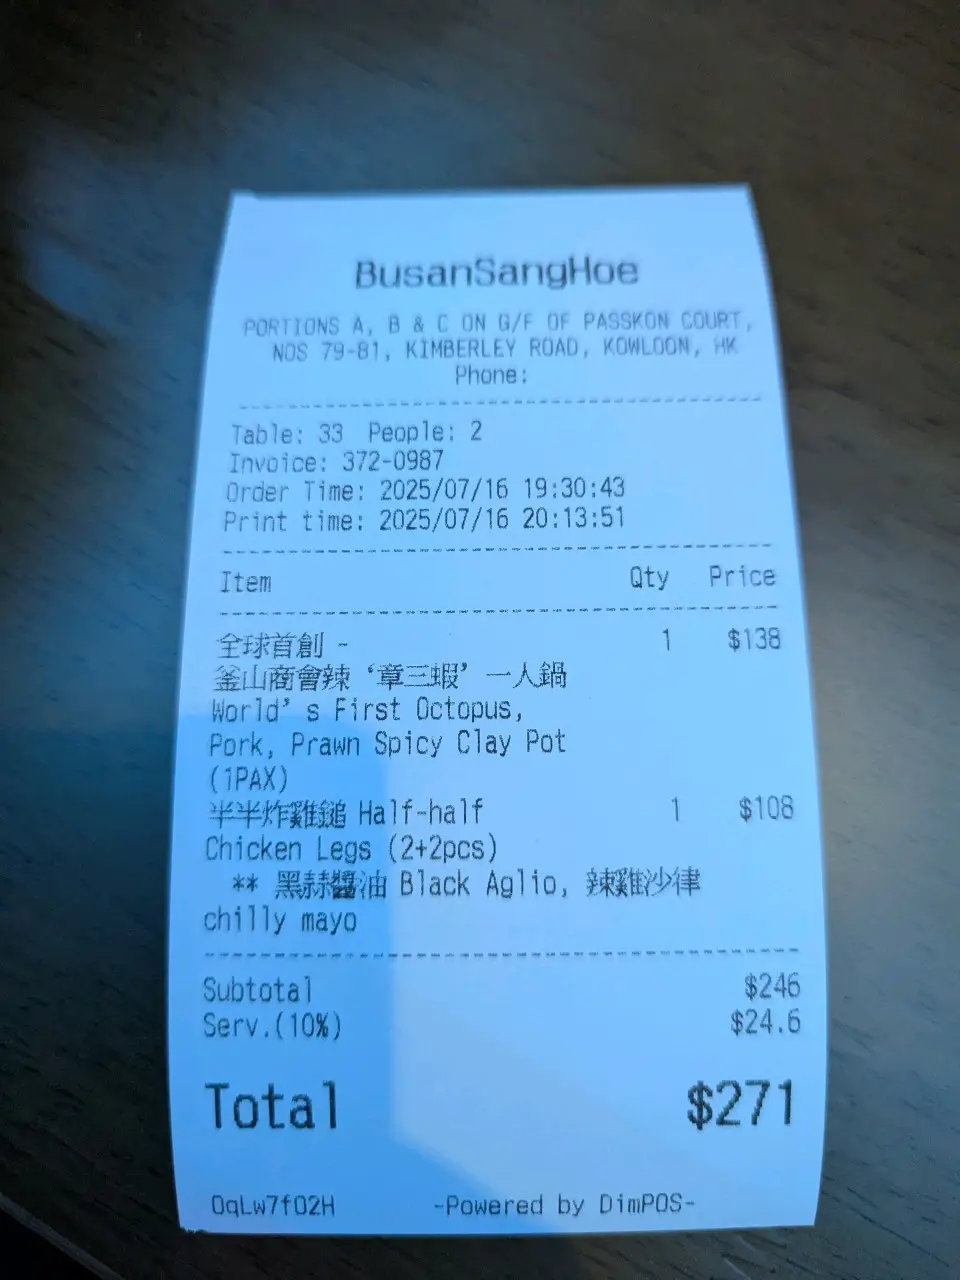 BusanSangHoe
PORTIONS A, B & C ON G/F OF PASSKON COURT,
NOS 79-81, KIMBERLEY ROAD, KOWLOON, HK
Phone:
Table: 33 People: 2
Invoice: 372-0987
Order Time: 2025/07/16 19:30:43
Print time: 2025/07/16 20:13:51
Item Qty Price
全球首創 - 1 $138
釜山商會辣‘章三蝦’一人鍋
World’s First Octopus,
Pork, Prawn Spicy Clay Pot
(1PAX)
半半炸雞鎚 Half-half 1 $108
Chicken Legs (2+2pcs)
** 黑蒜醬油 Black Aglio, 辣雞沙律
chilly mayo
Subtotal $246
Serv.(10%) $24.6
Total $271
OqLw7fO2H -Powered by DimPOS-